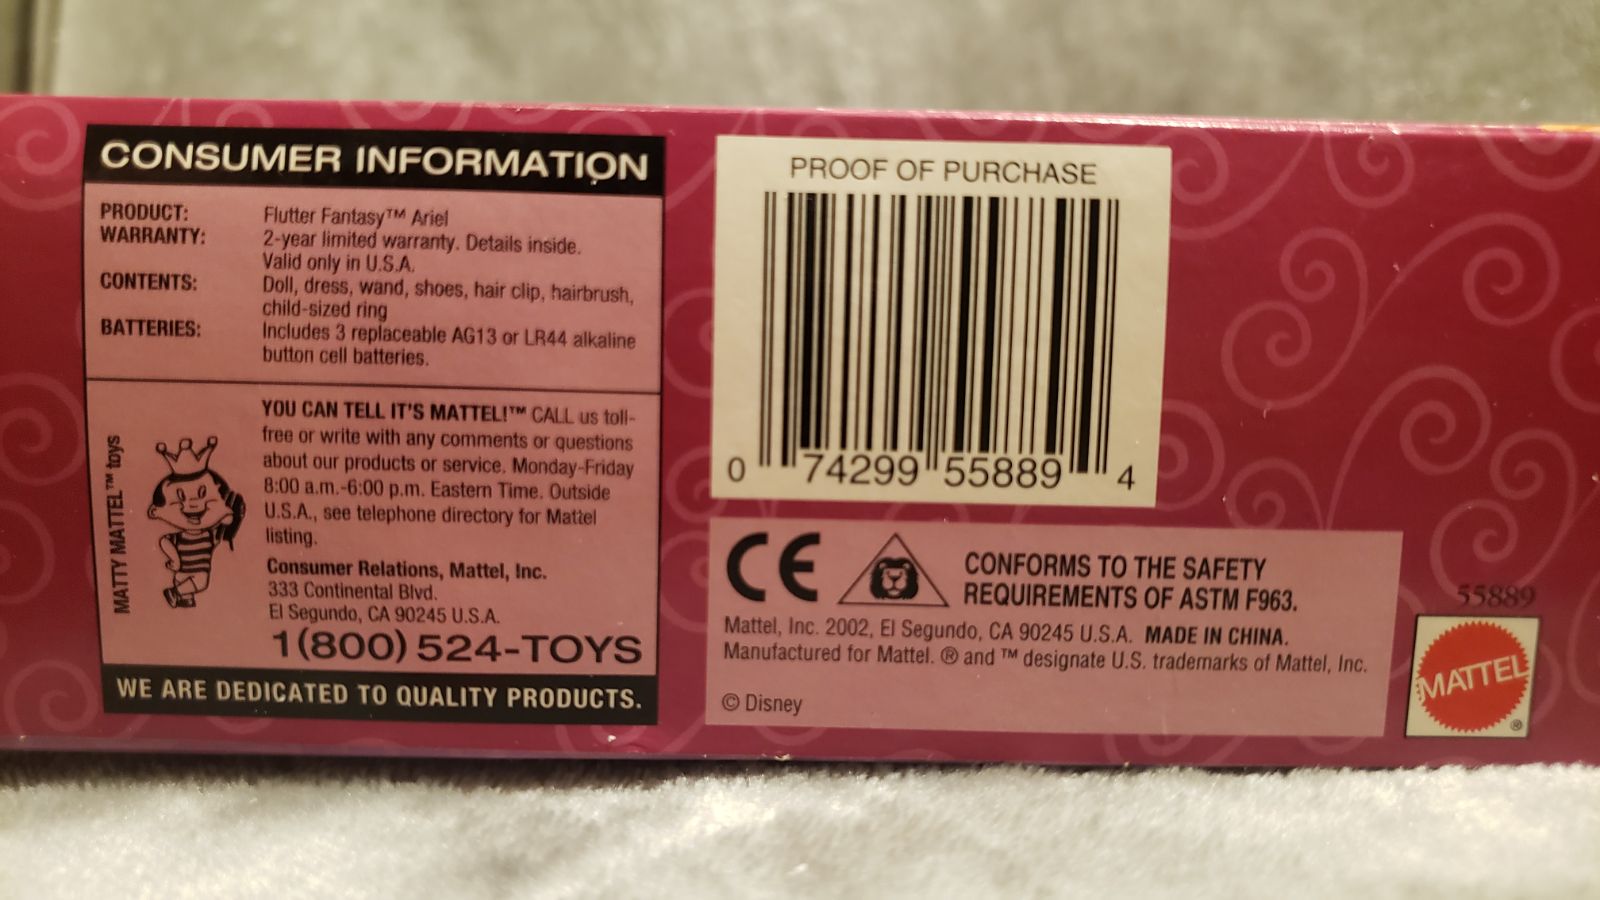 CONSUMER INFORMATION
PRODUCT: Flutter Fantasy™ Ariel
WARRANTY: 2-year limited warranty. Details inside.
Valid only in U.S.A.
CONTENTS: Doll, dress, wand, shoes, hair clip, hairbrush,
child-sized ring
BATTERIES: Includes 3 replaceable AG13 or LR44 alkaline
button cell batteries.
MATTY MATTEL™ toys
YOU CAN TELL IT'S MATTEL!™ CALL us toll-
free or write with any comments or questions
about our products or service. Monday-Friday
8:00 a.m.-6:00 p.m. Eastern Time. Outside
U.S.A., see telephone directory for Mattel
listing.
Consumer Relations, Mattel, Inc.
333 Continental Blvd.
El Segundo, CA 90245 U.S.A.
1(800) 524-TOYS
WE ARE DEDICATED TO QUALITY PRODUCTS.
PROOF OF PURCHASE
0 74299 55889 4
CE
CONFORMS TO THE SAFETY
REQUIREMENTS OF ASTM F963.
Mattel, Inc. 2002, El Segundo, CA 90245 U.S.A. MADE IN CHINA.
Manufactured for Mattel. ® and ™ designate U.S. trademarks of Mattel, Inc.
© Disney
55889
MATTEL
®